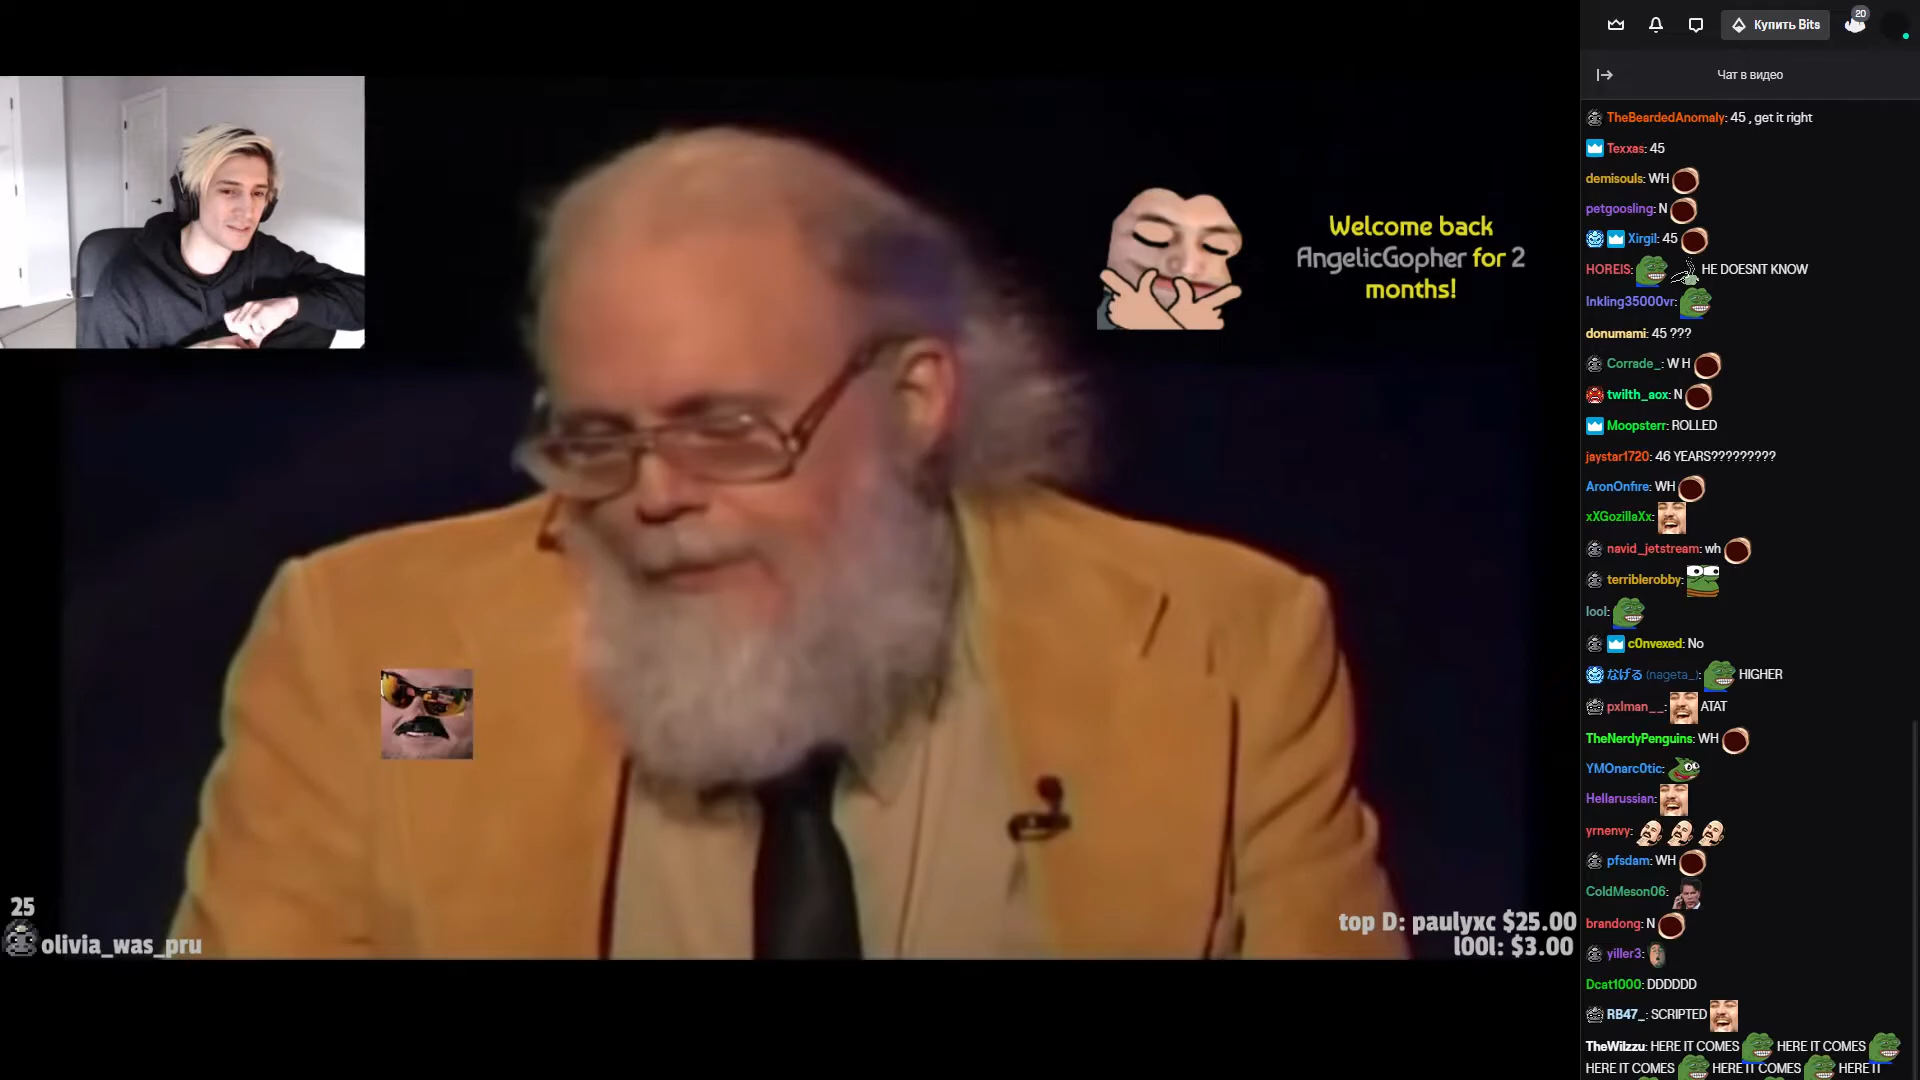 20
Купить Bits
Чат в видео
TheBeardedAnomaly: 45 , get it right
Texxas: 45
demisouls: WH
petgoosling: N
Xirgil: 45
HOREIS: HE DOESNT KNOW
Inkling35000vr:
donumami: 45 ???
Corrade_: W H
twilth_aox: N
Moopsterr: ROLLED
jaystar1720: 46 YEARS?????????
AronOnfire: WH
xXGozillaXx:
navid_jetstream: wh
terriblerobby:
lool:
c0nvexed: No
なげる (nageta_): HIGHER
pxlman__: ATAT
TheNerdyPenguins: WH
YMOnarc0tic:
Hellarussian:
yrnenvy:
pfsdam: WH
ColdMeson06:
brandong: N
yiller3:
Dcat1000: DDDDDD
RB47_: SCRIPTED
TheWilzzu: HERE IT COMES HERE IT COMES
HERE IT COMES HERE IT COMES HERE IT
Welcome back
AngelicGopher for 2
months!
25
olivia_was_pru
top D: paulyxc $25.00
l00l: $3.00